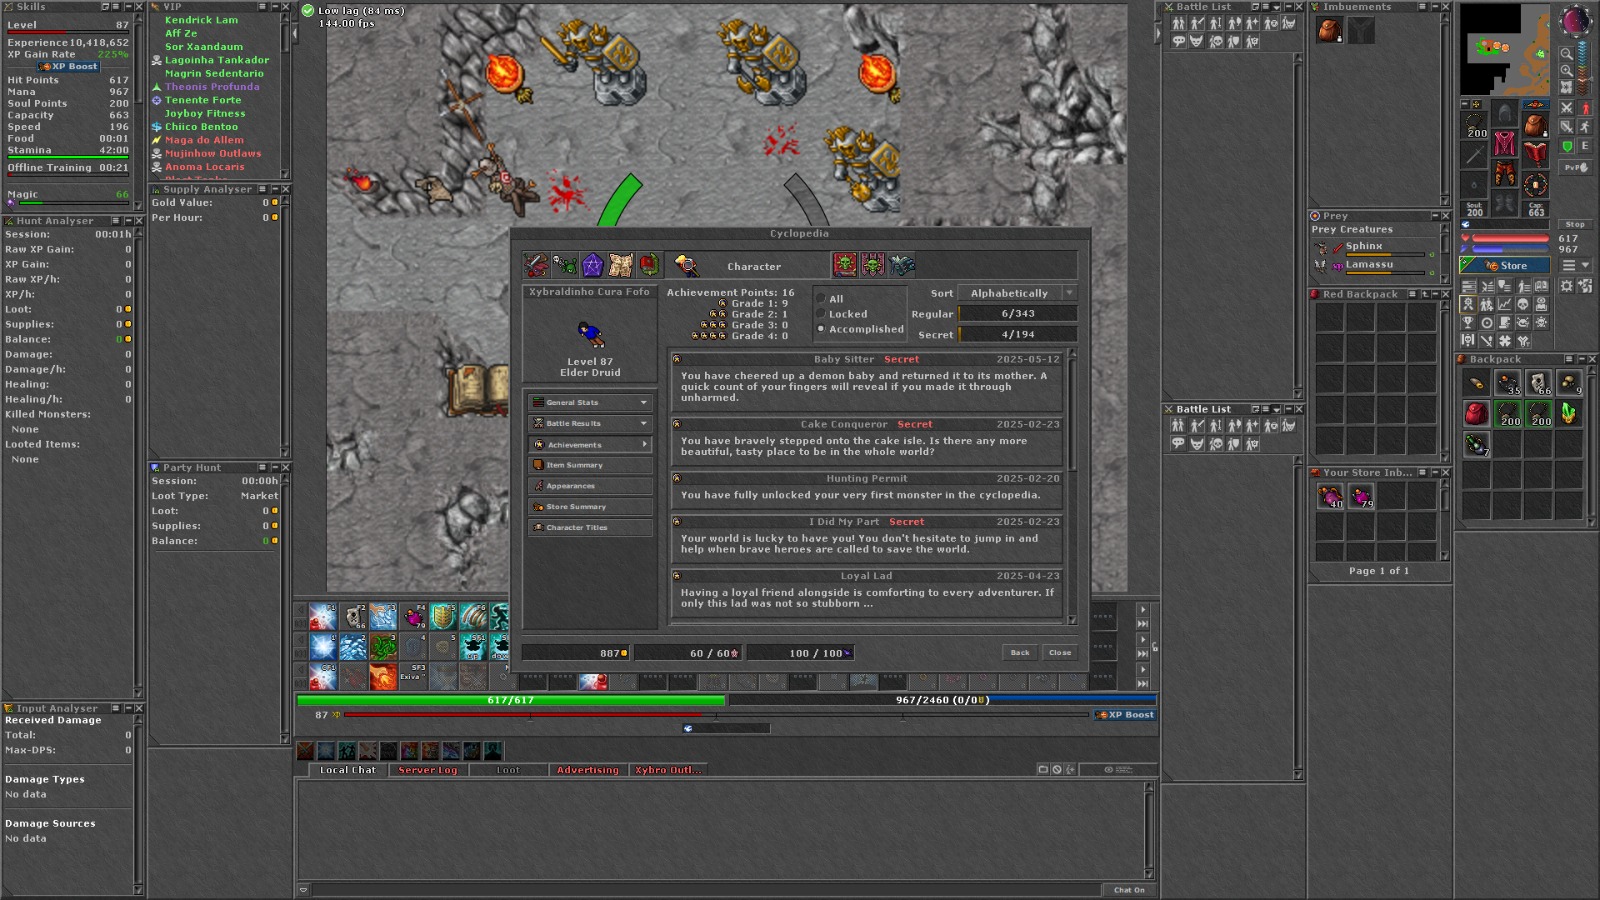 Skills
Level 87
Experience 10,418,652
XP Gain Rate 225%
XP Boost
Hit Points 617
Mana 967
Soul Points 200
Capacity 663
Speed 196
Food 00:01
Stamina 42:00
Offline Training 00:21
Magic 66
Hunt Analyser
Session: 00:01h
Raw XP Gain: 0
XP Gain: 0
Raw XP/h: 0
XP/h: 0
Loot: 0
Supplies: 0
Balance: 0
Damage: 0
Damage/h: 0
Healing: 0
Healing/h: 0
Killed Monsters:
None
Looted Items:
None
Input Analyser
Received Damage
Total: 0
Max-DPS: 0
Damage Types
No data
Damage Sources
No data
VIP
Kendrick Lam
Aff Ze
Sor Xaandaum
Lagoinha Tankador
Magrin Sedentario
Theonis Profunda
Tenente Forte
Joyboy Fitness
Chiico Bentoo
Maga do Allem
Mujinhow Outlaws
Anoma Locaris
Supply Analyser
Gold Value: 0
Per Hour: 0
Party Hunt
Session: 00:00h
Loot Type: Market
Loot: 0
Supplies: 0
Balance: 0
Low lag (84 ms)
144.00 fps
Cyclopedia
Character
Xybraldinho Cura Fofo
Level 87
Elder Druid
General Stats
Battle Results
Achievements
Item Summary
Appearances
Store Summary
Character Titles
Achievement Points: 16
Grade 1: 9
Grade 2: 1
Grade 3: 0
Grade 4: 0
All
Locked
Accomplished
Sort Alphabetically
Regular 6/343
Secret 4/194
Baby Sitter Secret 2025-05-12
You have cheered up a demon baby and returned it to its mother. A
quick count of your fingers will reveal if you made it through
unharmed.
Cake Conqueror Secret 2025-02-23
You have bravely stepped onto the cake isle. Is there any more
beautiful, tasty place to be in the whole world?
Hunting Permit 2025-02-20
You have fully unlocked your very first monster in the cyclopedia.
I Did My Part Secret 2025-02-23
Your world is lucky to have you! You don't hesitate to jump in and
help when brave heroes are called to save the world.
Loyal Lad 2025-04-23
Having a loyal friend alongside is comforting to every adventurer. If
only this lad was not so stubborn ...
887
60 / 60
100 / 100
Back
Close
F1 F2 F3 F4 F5 F6
66 79
1 2 3 4 5 SF1
SF3
Exiva "
617/617
967/2460 (0/0)
87 XP
XP Boost
Local Chat
Server Log
Loot
Advertising
Xybro Outl...
Chat On
Battle List
Battle List
Imbuements
Prey
Prey Creatures
Sphinx
Lamassu
Red Backpack
Your Store Inb...
40 79
Page 1 of 1
200
E
PvP
Soul:
200
Cap:
663
Stop
617
967
Store
Backpack
35 66 9
200 200
7